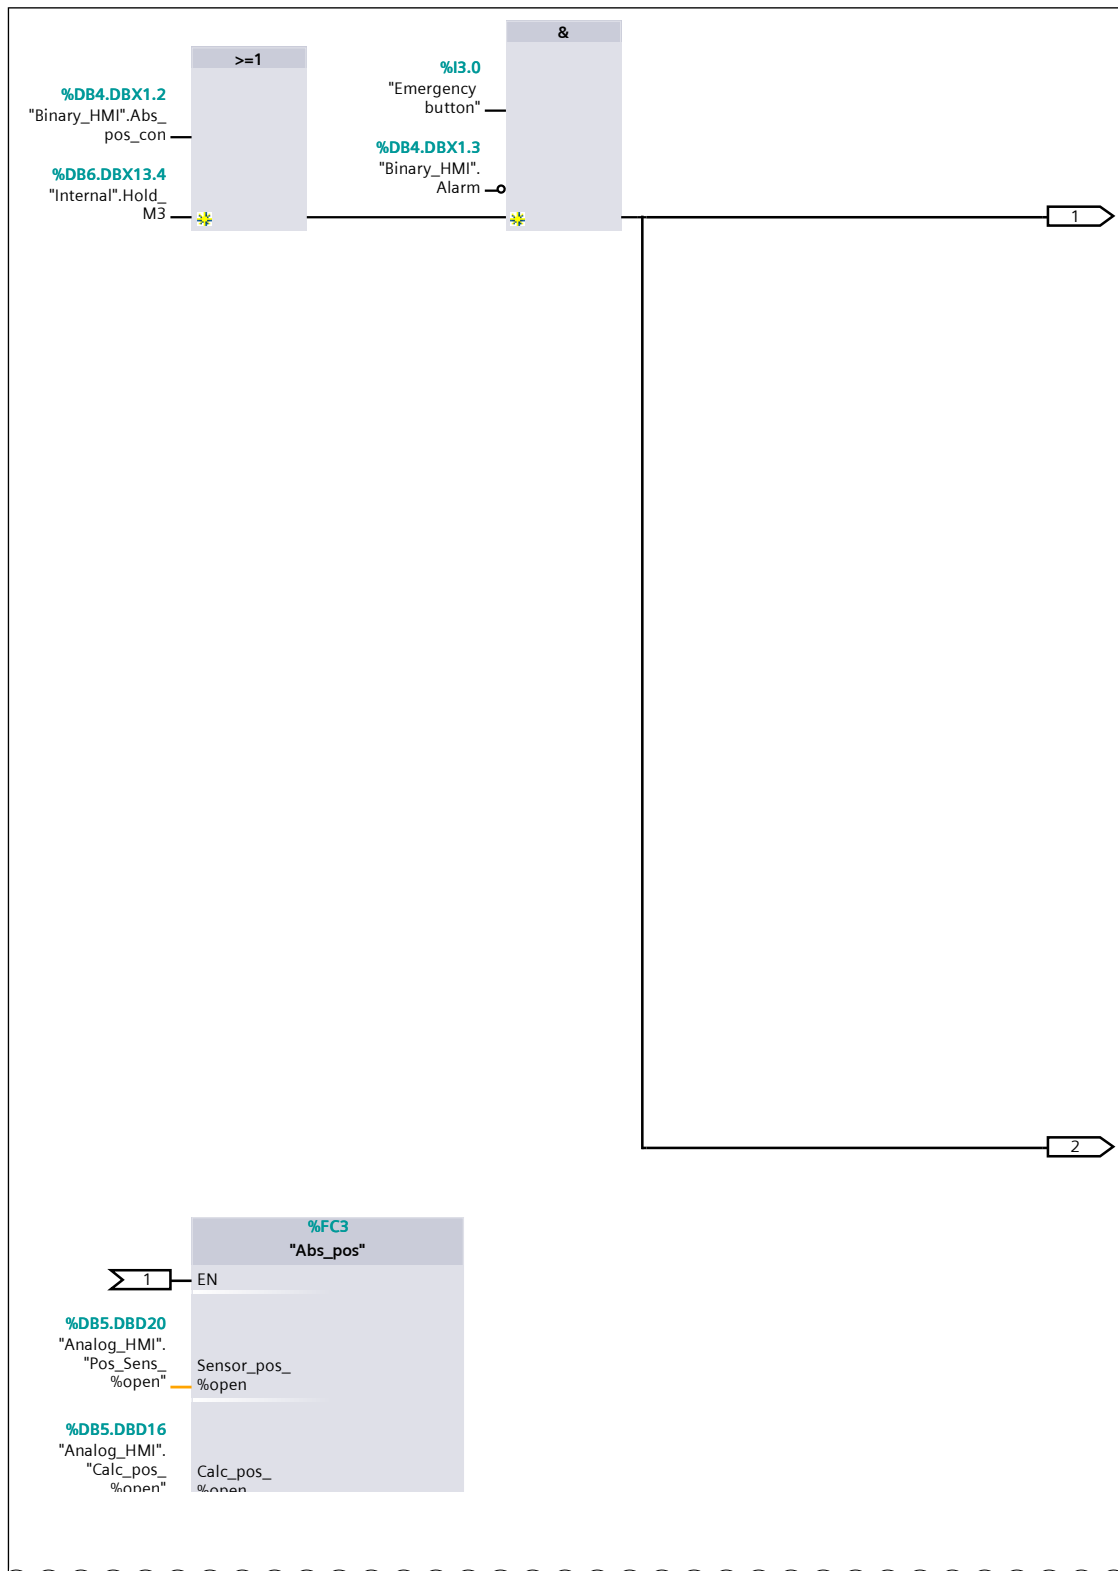 &
>=1
%I3.0
"Emergency
button"
%DB4.DBX1.2
"Binary_HMI".Abs_
pos_con
%DB4.DBX1.3
"Binary_HMI".
Alarm
%DB6.DBX13.4
"Internal".Hold_
M3
1
2
%FC3
"Abs_pos"
1
EN
%DB5.DBD20
"Analog_HMI".
"Pos_Sens_
%open"
Sensor_pos_
%open
%DB5.DBD16
"Analog_HMI".
"Calc_pos_
%open"
Calc_pos_
%open